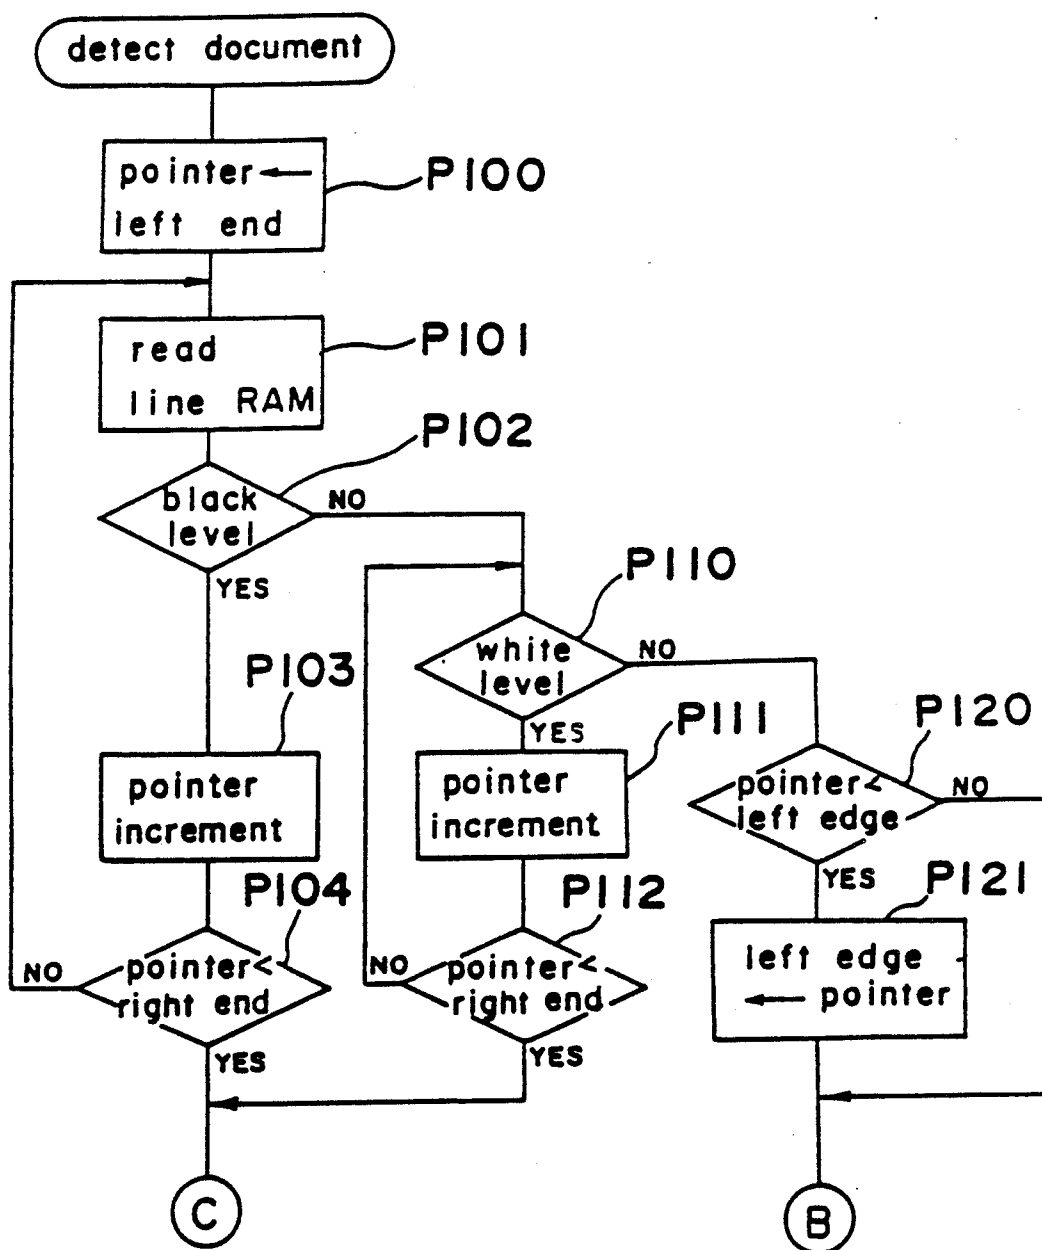 detect document
pointer ←
left end
P100
read
line RAM
P101
P102
black
level
NO
YES
P110
white
level
NO
YES
P103
pointer
increment
P111
pointer
increment
P120
pointer<
left edge
NO
YES
P104
pointer<
right end
NO
YES
P112
pointer<
right end
NO
YES
P121
left edge
← pointer
C
B